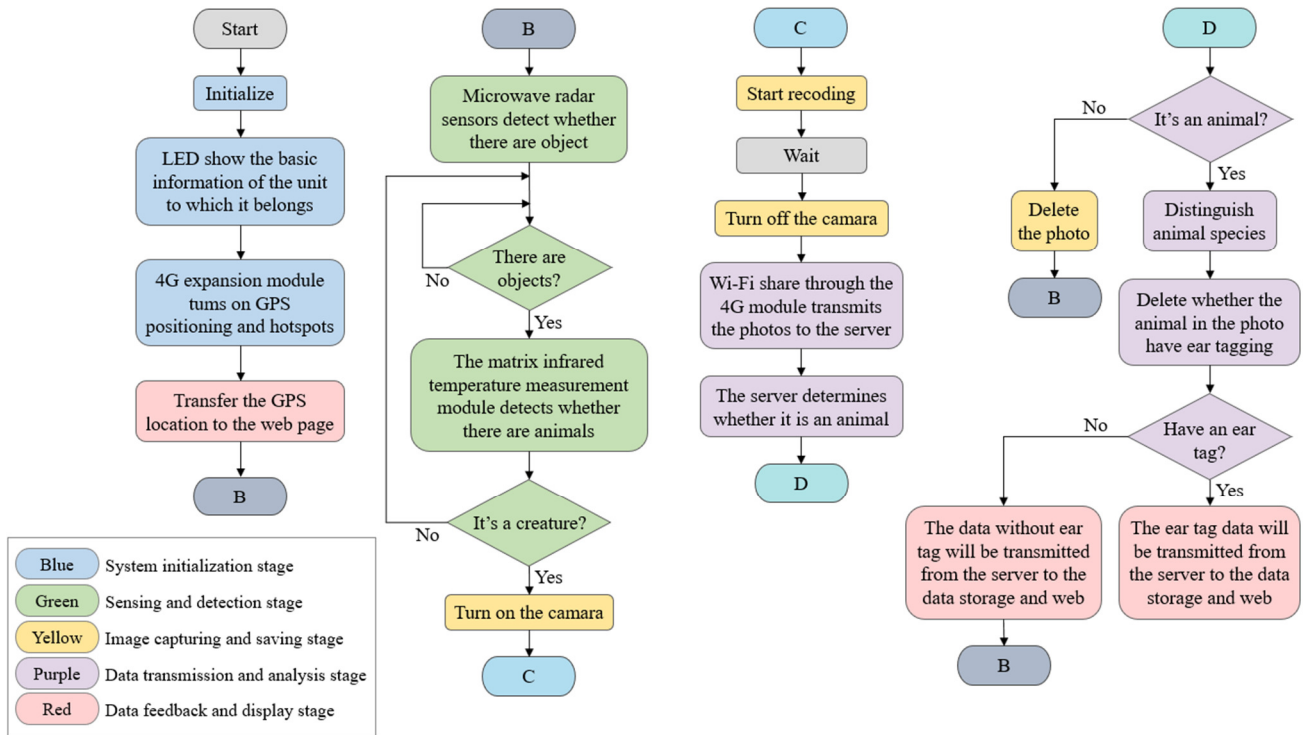 Start
Initialize
LED show the basic
information of the unit
to which it belongs
4G expansion module
tums on GPS
positioning and hotspots
Transfer the GPS
location to the web page
B
B
Microwave radar
sensors detect whether
there are object
There are
objects?
No
Yes
The matrix infrared
temperature measurement
module detects whether
there are animals
It's a creature?
No
Yes
Turn on the camara
C
C
Start recoding
Wait
Turn off the camara
Wi-Fi share through the
4G module transmits
the photos to the server
The server determines
whether it is an animal
D
D
It's an animal?
No
Yes
Delete
the photo
B
Distinguish
animal species
Delete whether the
animal in the photo
have ear tagging
Have an ear
tag?
No
Yes
The data without ear
tag will be transmitted
from the server to the
data storage and web
B
The ear tag data will
be transmitted from
the server to the data
storage and web
Blue System initialization stage
Green Sensing and detection stage
Yellow Image capturing and saving stage
Purple Data transmission and analysis stage
Red Data feedback and display stage